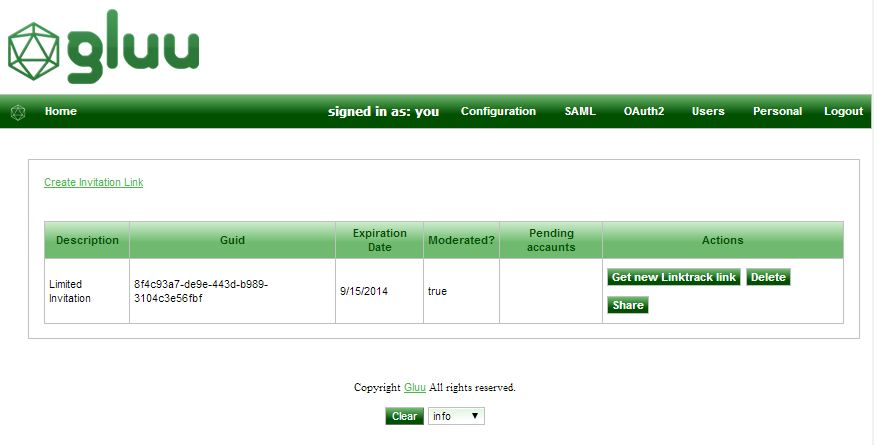 gluu
Home signed in as: you Configuration SAML OAuth2 Users Personal Logout
Create Invitation Link
Description Guid Expiration Date Moderated? Pending accaunts Actions
Limited Invitation 8f4c93a7-de9e-443d-b989-3104c3e56fbf 9/15/2014 true Get new Linktrack link Delete
Share
Copyright Gluu All rights reserved.
Clear info